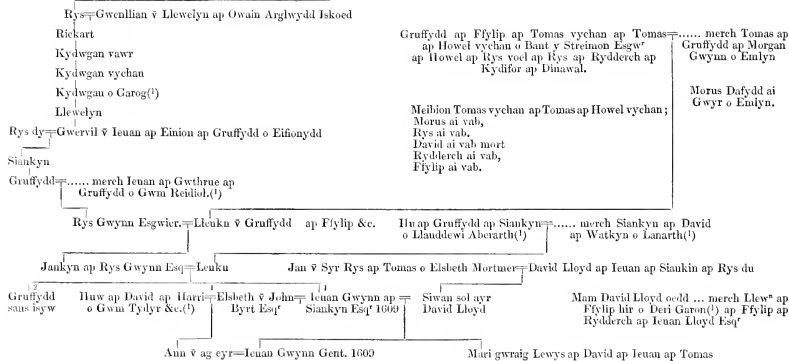 Rys=Gwenllian v̄ Llewelyn ap Owain Arglwydd Iskoed
Rickart
Kydwgan vawr
Kydwgan vychan
Kydwgau o Garog(¹)
Llewelyn
Rys dy=Gwervil v̄ Ieuan ap Einion ap Gruffydd o Eifionydd
Siankyn
Gruffydd=...... merch Ieuan ap Gwthrue ap
Gruffydd o Gwm Reidiol.(¹)
Gruffydd ap Ffylip ap Tomas vychan ap Tomas=...... merch Tomas ap
ap Howel vychan o Bant y Streimon Esgwʳ
ap Howel ap Rys voel ap Rys ap Rydderch ap
Kydifor ap Dinawal.
Gruffydd ap Morgan
Gwynn o Emlyn
Morus Dafydd ai
Gwyr o Emlyn.
Meibion Tomas vychan ap Tomas ap Howel vychan;
Morus ai vab,
Rys ai vab.
David ai vab mort
Rydderch ai vab,
Ffylip ai vab.
Rys Gwynn Esgwier.=Lleukn v̄ Gruffydd ap Ffylip &c.
Hu ap Gruffydd ap Siankyn=...... merch Siankyn ap David
o Llanddewi Aberarth(¹) ap Watkyn o Lanarth(¹)
Jankyn ap Rys Gwynn Esq=Leuku
Jan v̄ Syr Rys ap Tomas o Elsbeth Mortmer=David Lloyd ap Ieuan ap Siankin ap Rys du
2 1
Gruffydd
sans isyw
Huw ap David ap Harri=Elsbeth v̄ John=Ieuan Gwynn ap=
o Gwm Tydyr &c.(¹) Byrt Esqʳ Siankyn Esqʳ 1609
Siwan sol ayr
David Lloyd
Mam David Lloyd oedd ... merch Llewⁿ ap
Ffylip hir o Deri Garon(¹) ap Ffylip ap
Rydderch ap Ieuan Lloyd Esqʳ
Ann v̄ ag eyr=Ieuan Gwynn Gent. 1609
Mari gwraig Lewys ap David ap Ieuan ap Tomas